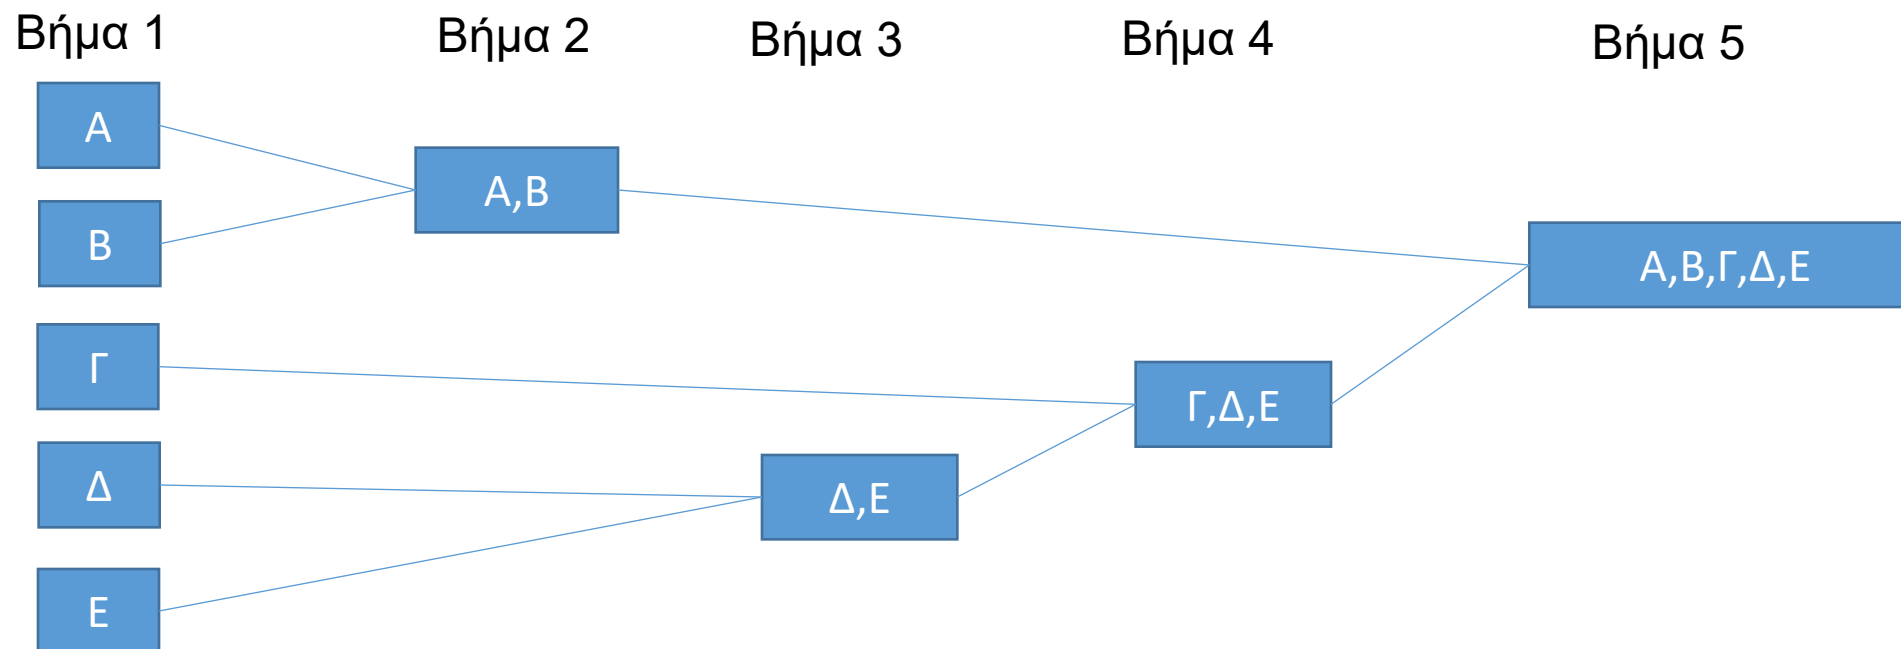 Βήμα 1
Βήμα 2
Βήμα 3
Βήμα 4
Βήμα 5
Α
Β
Α,Β
Α,Β,Γ,Δ,Ε
Γ
Γ,Δ,Ε
Δ
Δ,Ε
Ε